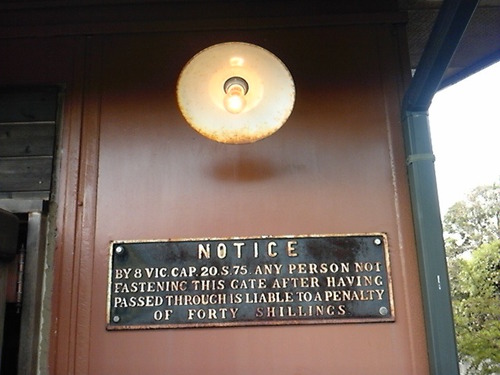 NOTICE
BY 8 VIC. CAP. 20. S. 75. ANY PERSON NOT
FASTENING THIS GATE AFTER HAVING
PASSED THROUGH IS LIABLE TO A PENALTY
OF FORTY SHILLINGS